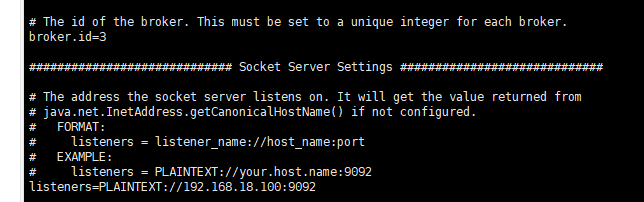 # The id of the broker. This must be set to a unique integer for each broker.
broker.id=3
############################# Socket Server Settings #############################
# The address the socket server listens on. It will get the value returned from
# java.net.InetAddress.getCanonicalHostName() if not configured.
#   FORMAT:
#     listeners = listener_name://host_name:port
#   EXAMPLE:
#     listeners = PLAINTEXT://your.host.name:9092
listeners=PLAINTEXT://192.168.18.100:9092